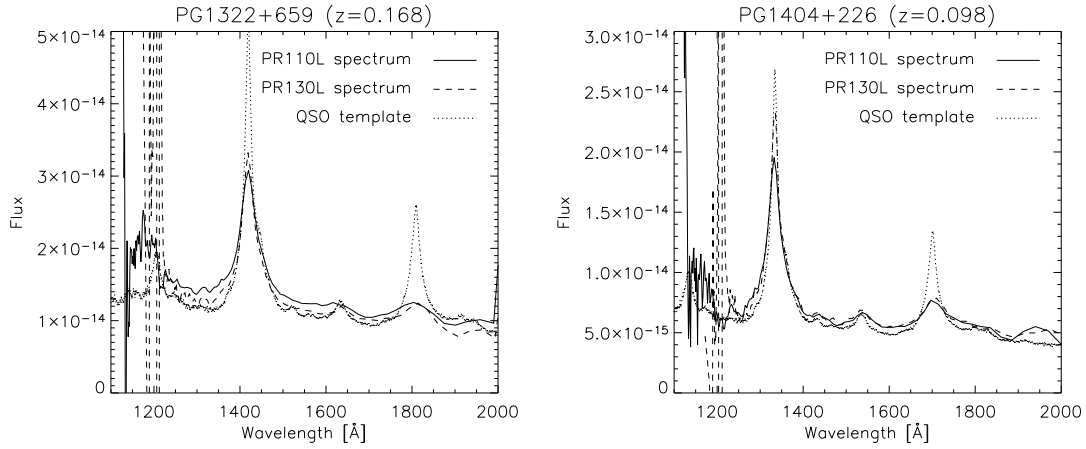 PG1322+659 (z=0.168)
5×10⁻¹⁴
4×10⁻¹⁴
3×10⁻¹⁴
2×10⁻¹⁴
1×10⁻¹⁴
0
Flux
PR110L spectrum
PR130L spectrum
QSO template
1200 1400 1600 1800 2000
Wavelength [Å]
PG1404+226 (z=0.098)
3.0×10⁻¹⁴
2.5×10⁻¹⁴
2.0×10⁻¹⁴
1.5×10⁻¹⁴
1.0×10⁻¹⁴
5.0×10⁻¹⁵
0
Flux
PR110L spectrum
PR130L spectrum
QSO template
1200 1400 1600 1800 2000
Wavelength [Å]